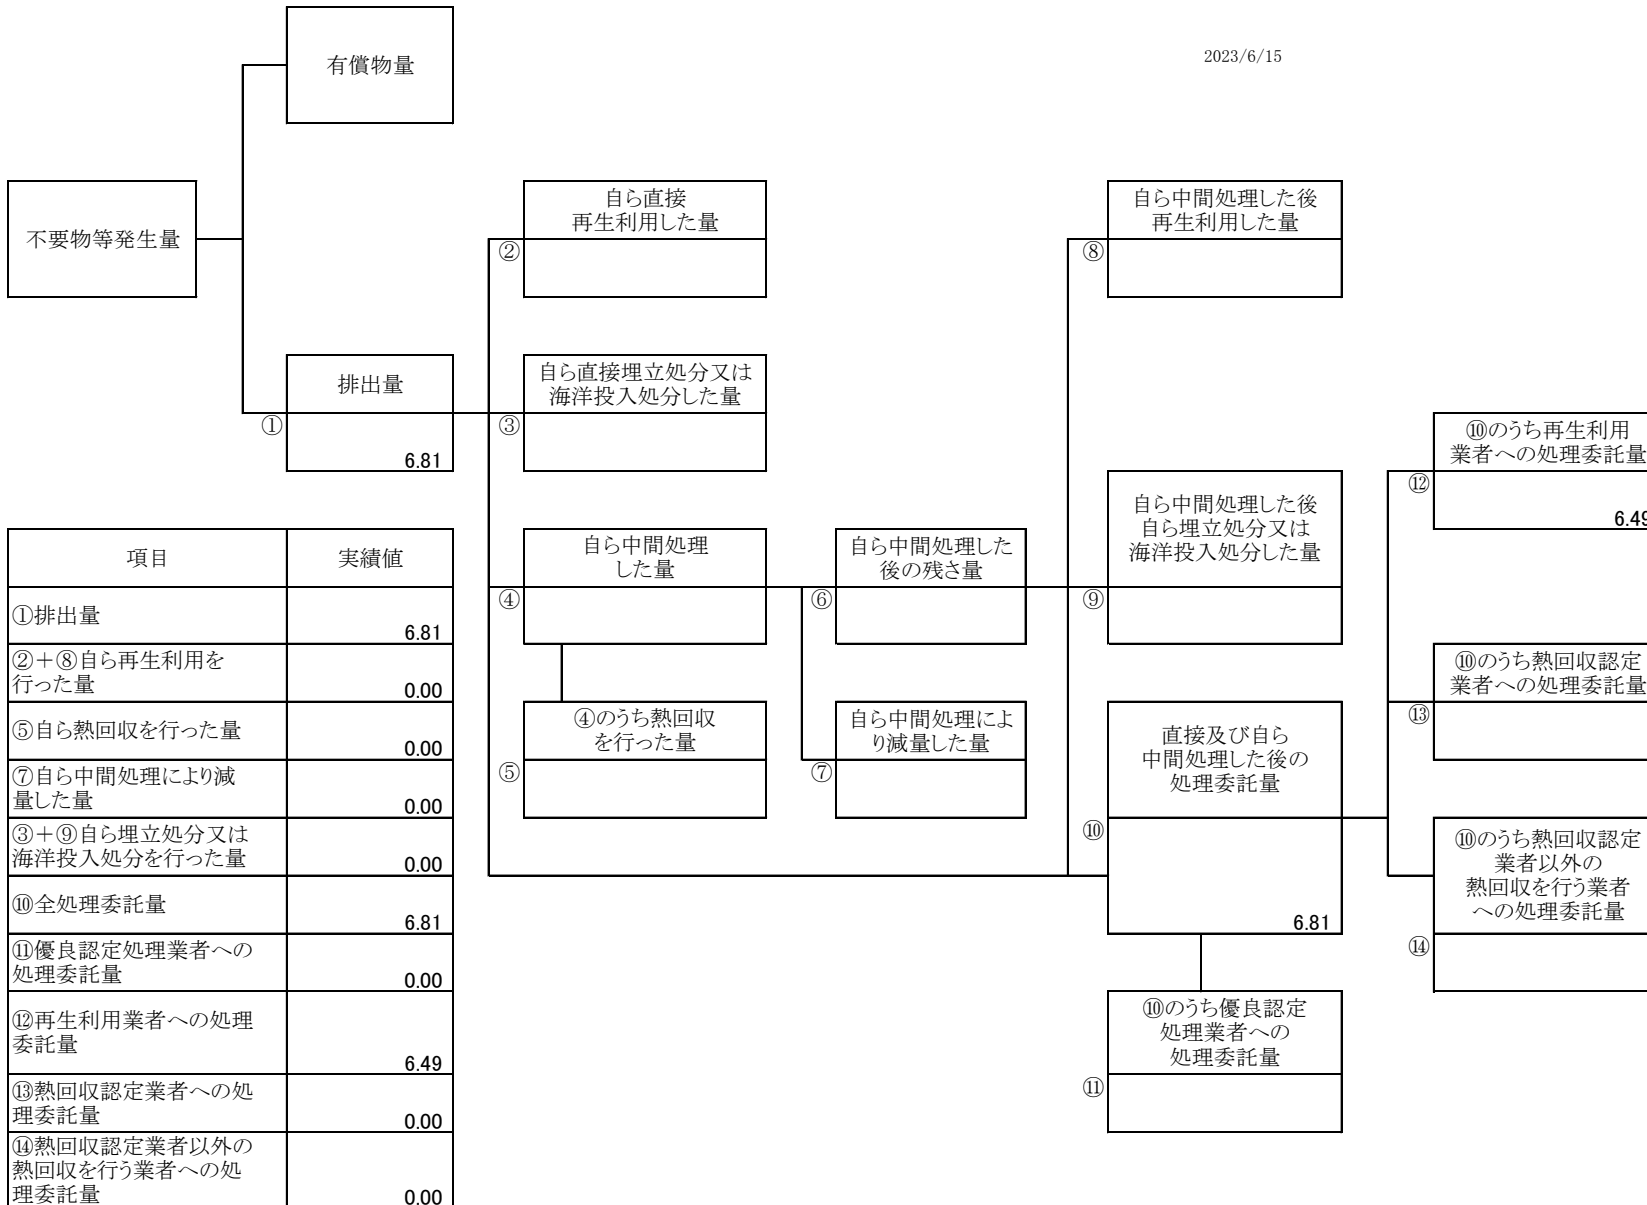 有償物量
2023/6/15
不要物等発生量
自ら直接
再生利用した量
②
自ら中間処理した後
再生利用した量
⑧
排出量
①
6.81
自ら直接埋立処分又は
海洋投入処分した量
③
⑩のうち再生利用
業者への処理委託量
⑫
6.49
自ら中間処理
した量
④
自ら中間処理した
後の残さ量
⑥
自ら中間処理した後
自ら埋立処分又は
海洋投入処分した量
⑨
⑩のうち熱回収認定
業者への処理委託量
⑬
④のうち熱回収
を行った量
⑤
自ら中間処理によ
り減量した量
⑦
直接及び自ら
中間処理した後の
処理委託量
⑩
6.81
⑩のうち熱回収認定
業者以外の
熱回収を行う業者
への処理委託量
⑭
⑩のうち優良認定
処理業者への
処理委託量
⑪
項目
実績値
①排出量
6.81
②＋⑧自ら再生利用を
行った量
0.00
⑤自ら熱回収を行った量
0.00
⑦自ら中間処理により減
量した量
0.00
③＋⑨自ら埋立処分又は
海洋投入処分を行った量
0.00
⑩全処理委託量
6.81
⑪優良認定処理業者への
処理委託量
0.00
⑫再生利用業者への処理
委託量
6.49
⑬熱回収認定業者への処
理委託量
0.00
⑭熱回収認定業者以外の
熱回収を行う業者への処
理委託量
0.00